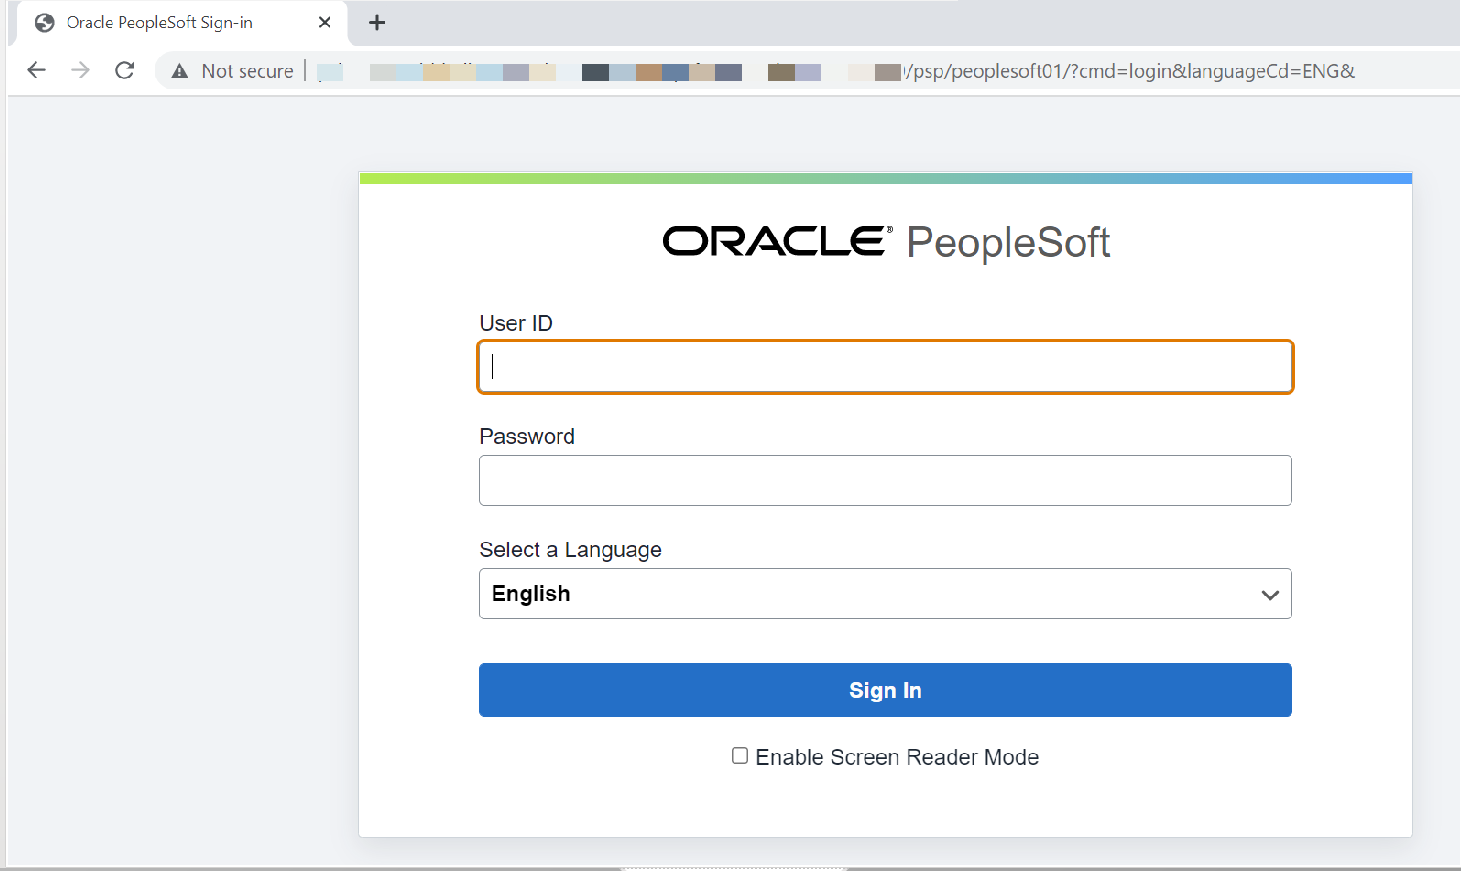 Oracle PeopleSoft Sign-in
Not secure
/psp/peoplesoft01/?cmd=login&languageCd=ENG&
ORACLE® PeopleSoft
User ID
Password
Select a Language
English
Sign In
Enable Screen Reader Mode